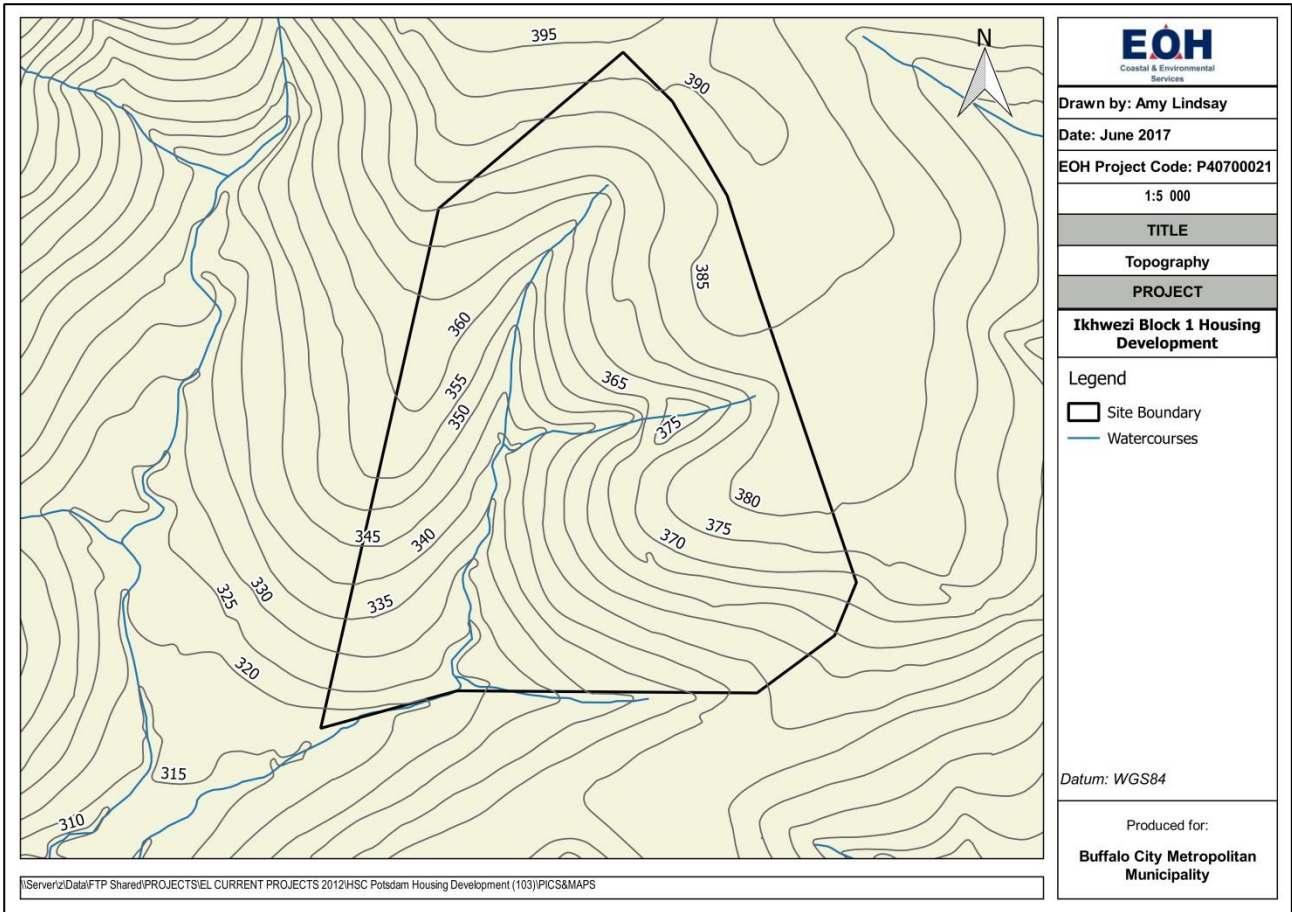 395
N
390
385
360
365
355
350
375
380
375
345
340
370
335
330
325
320
315
310
EOH
Coastal & Environmental
Services
Drawn by: Amy Lindsay
Date: June 2017
EOH Project Code: P40700021
1:5 000
TITLE
Topography
PROJECT
Ikhwezi Block 1 Housing
Development
Legend
Site Boundary
Watercourses
Datum: WGS84
Produced for:
Buffalo City Metropolitan
Municipality
\\Server\z\Data\FTP Shared\PROJECTS\EL CURRENT PROJECTS 2012\HSC Potsdam Housing Development (103)\PICS&MAPS